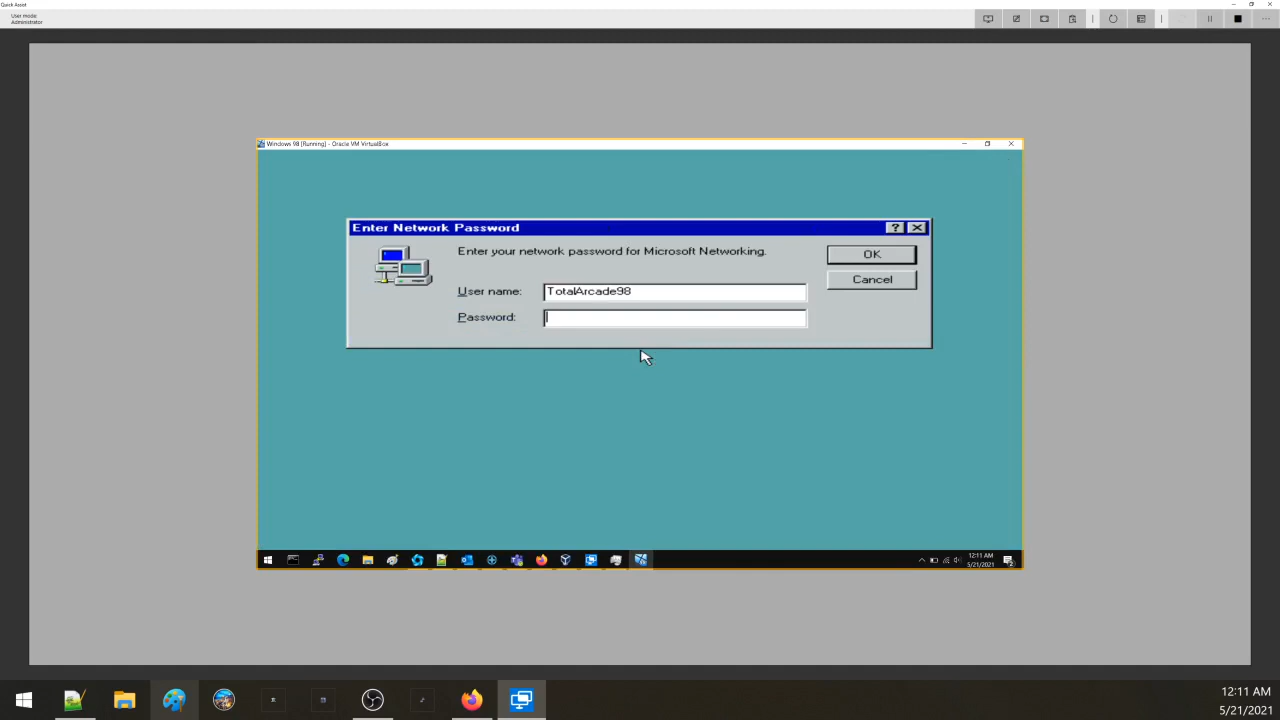 Quick Assist
User mode:
Administrator
Windows 98 [Running] - Oracle VM VirtualBox
Enter Network Password
Enter your network password for Microsoft Networking.
OK
Cancel
User name:
TotalArcade98
Password:
12:11 AM
5/21/2021
12:11 AM
5/21/2021